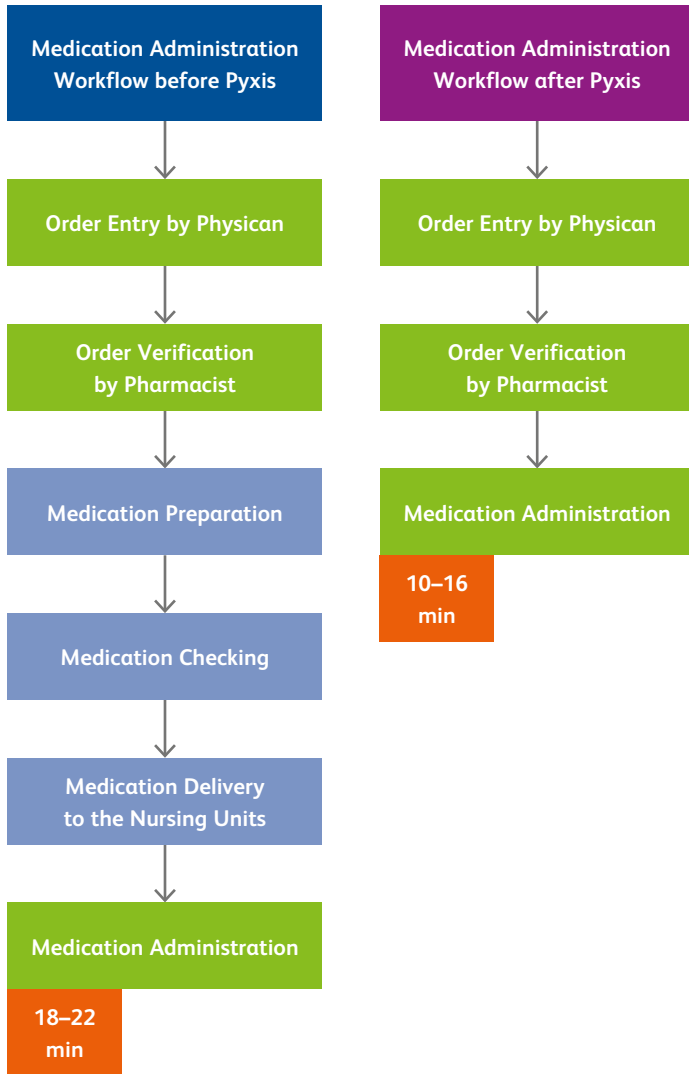 Medication Administration
Workflow before Pyxis
Order Entry by Physican
Order Verification
by Pharmacist
Medication Preparation
Medication Checking
Medication Delivery
to the Nursing Units
Medication Administration
18–22
min
Medication Administration
Workflow after Pyxis
Order Entry by Physican
Order Verification
by Pharmacist
Medication Administration
10–16
min